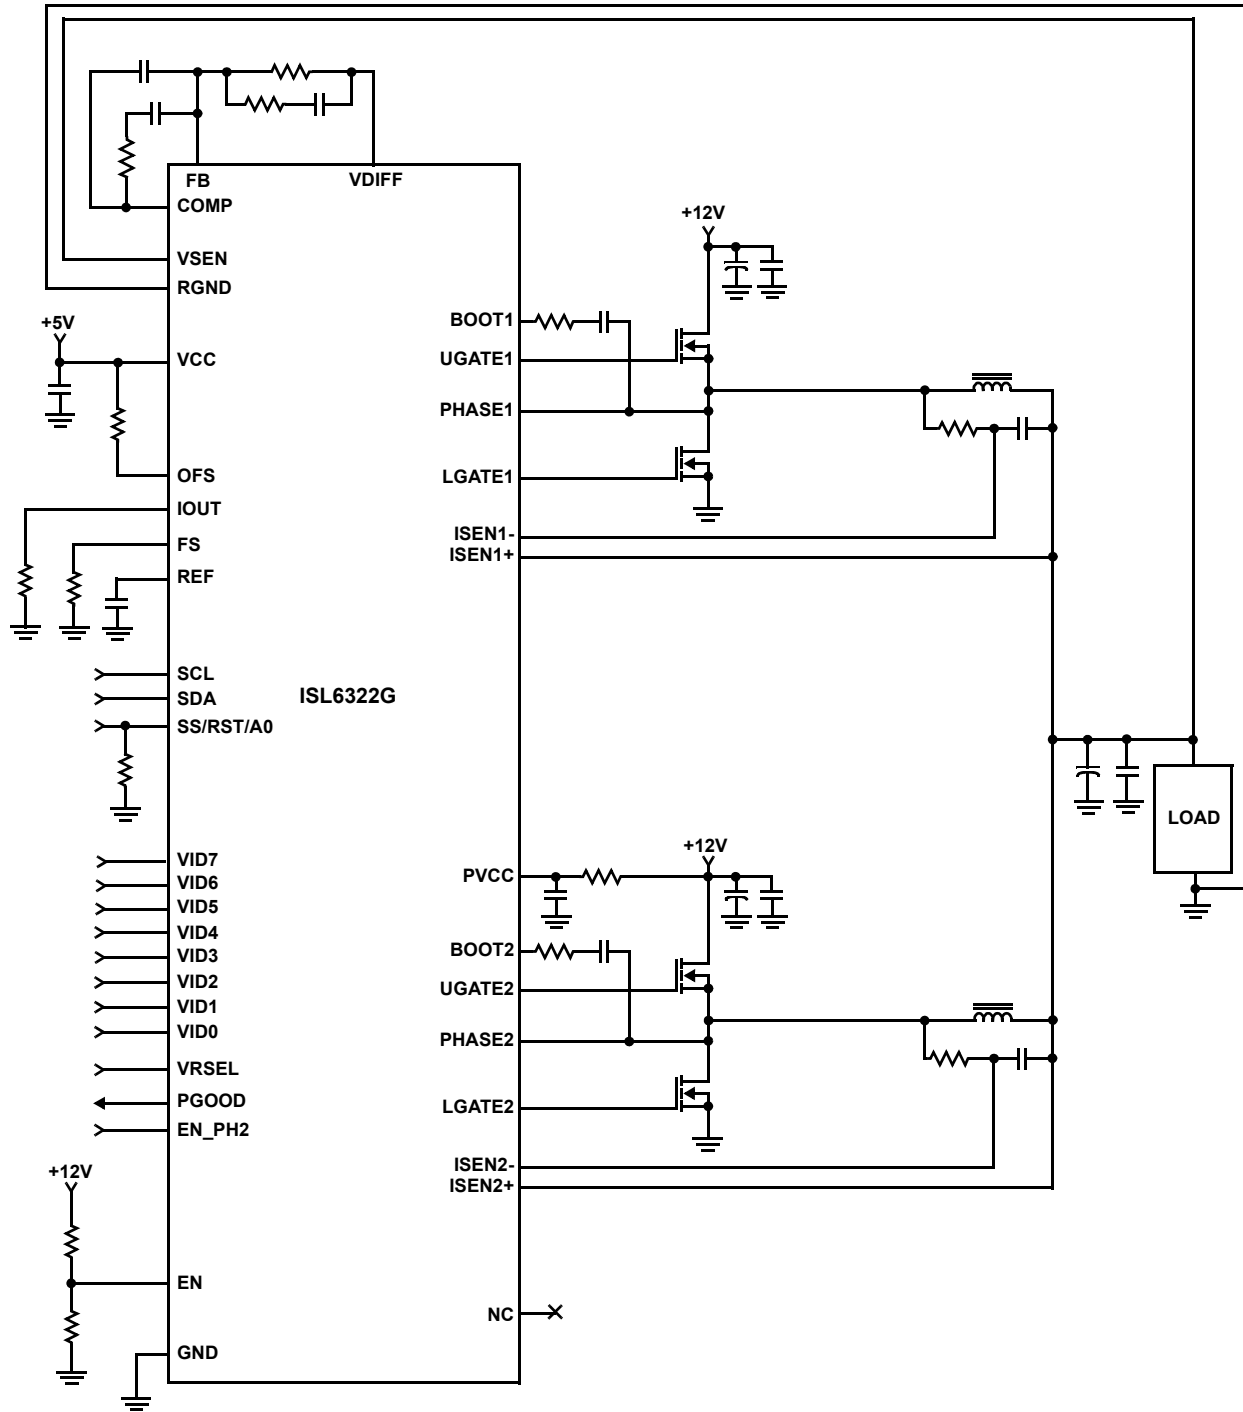 FB
VDIFF
COMP
VSEN
RGND
+5V
VCC
OFS
IOUT
FS
REF
SCL
SDA
SS/RST/A0
ISL6322G
VID7
VID6
VID5
VID4
VID3
VID2
VID1
VID0
VRSEL
PGOOD
EN_PH2
+12V
EN
GND
+12V
BOOT1
UGATE1
PHASE1
LGATE1
ISEN1-
ISEN1+
+12V
PVCC
BOOT2
UGATE2
PHASE2
LGATE2
ISEN2-
ISEN2+
NC
LOAD